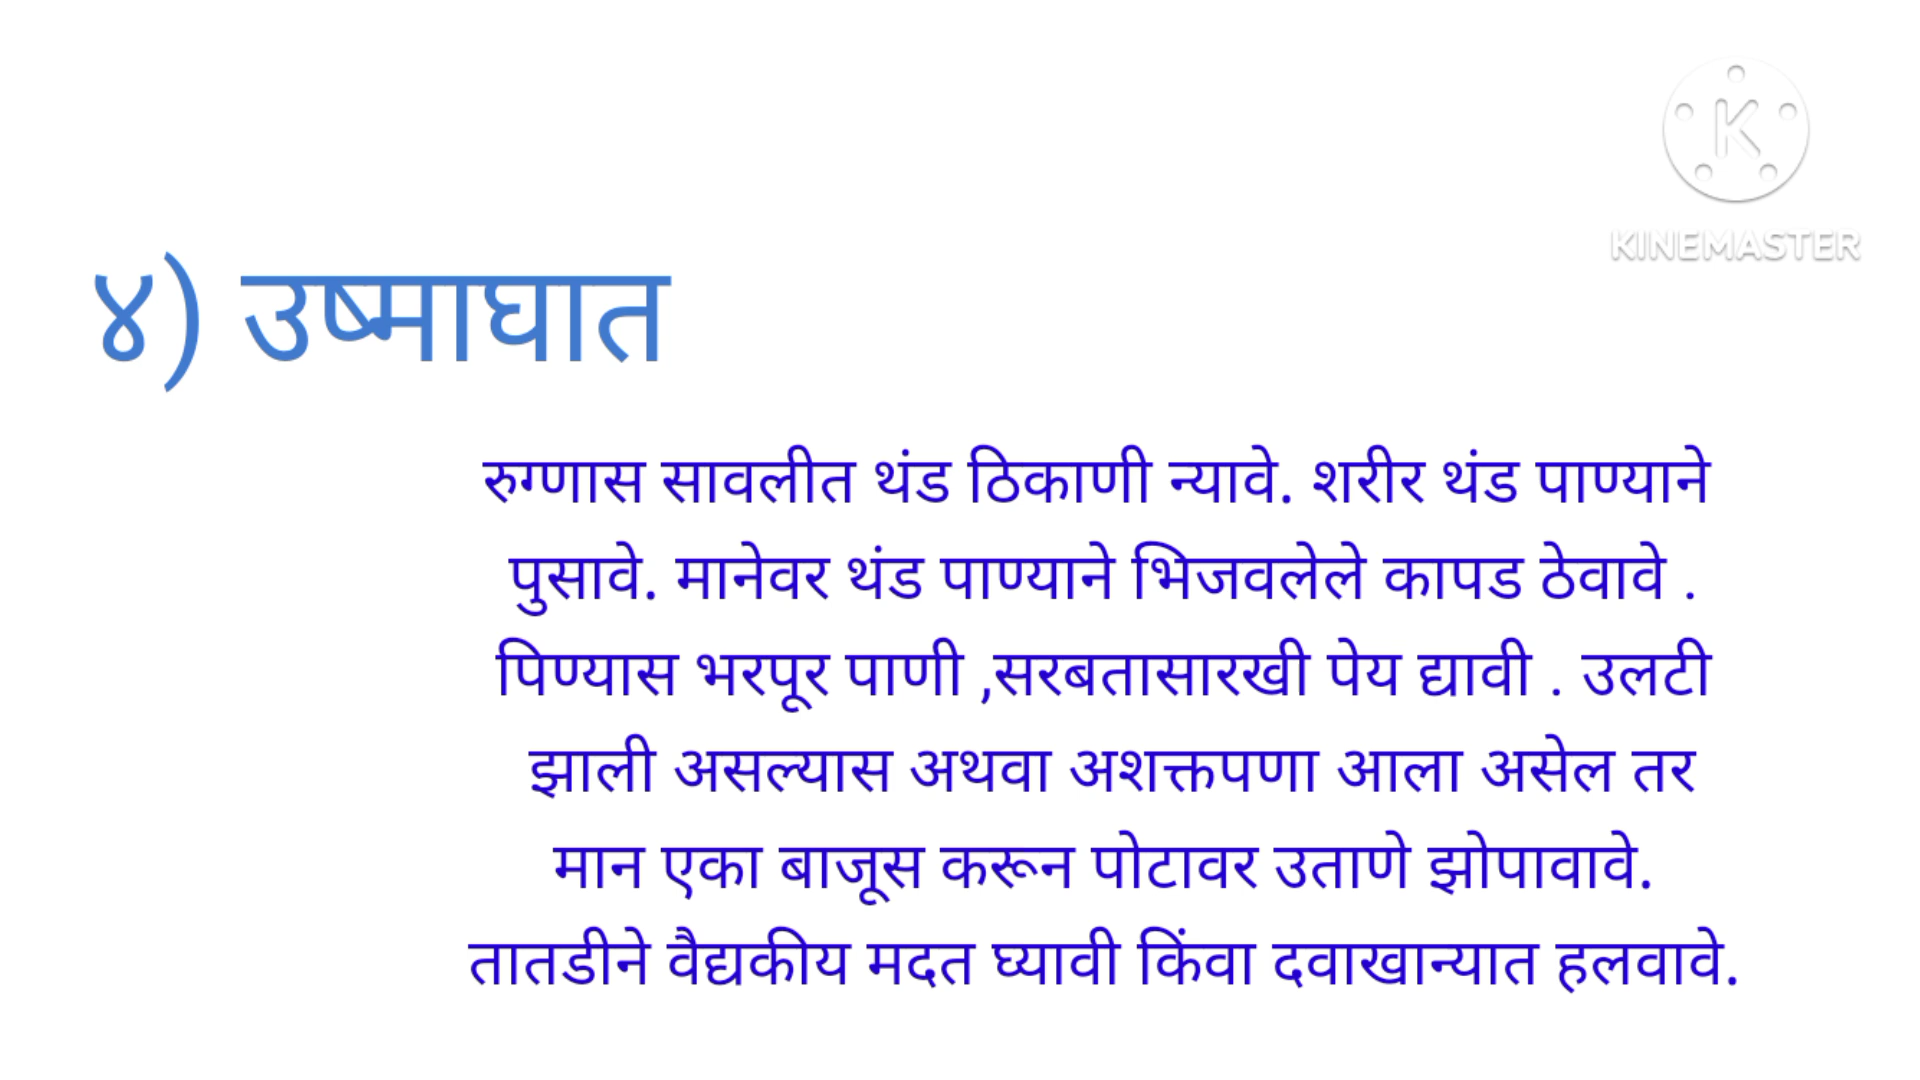 K
KINEMASTER
४) उष्माघात
रुग्णास सावलीत थंड ठिकाणी न्यावे. शरीर थंड पाण्याने
पुसावे. मानेवर थंड पाण्याने भिजवलेले कापड ठेवावे .
पिण्यास भरपूर पाणी ,सरबतासारखी पेय द्यावी . उलटी
झाली असल्यास अथवा अशक्तपणा आला असेल तर
मान एका बाजूस करून पोटावर उताणे झोपावावे.
तातडीने वैद्यकीय मदत घ्यावी किंवा दवाखान्यात हलवावे.